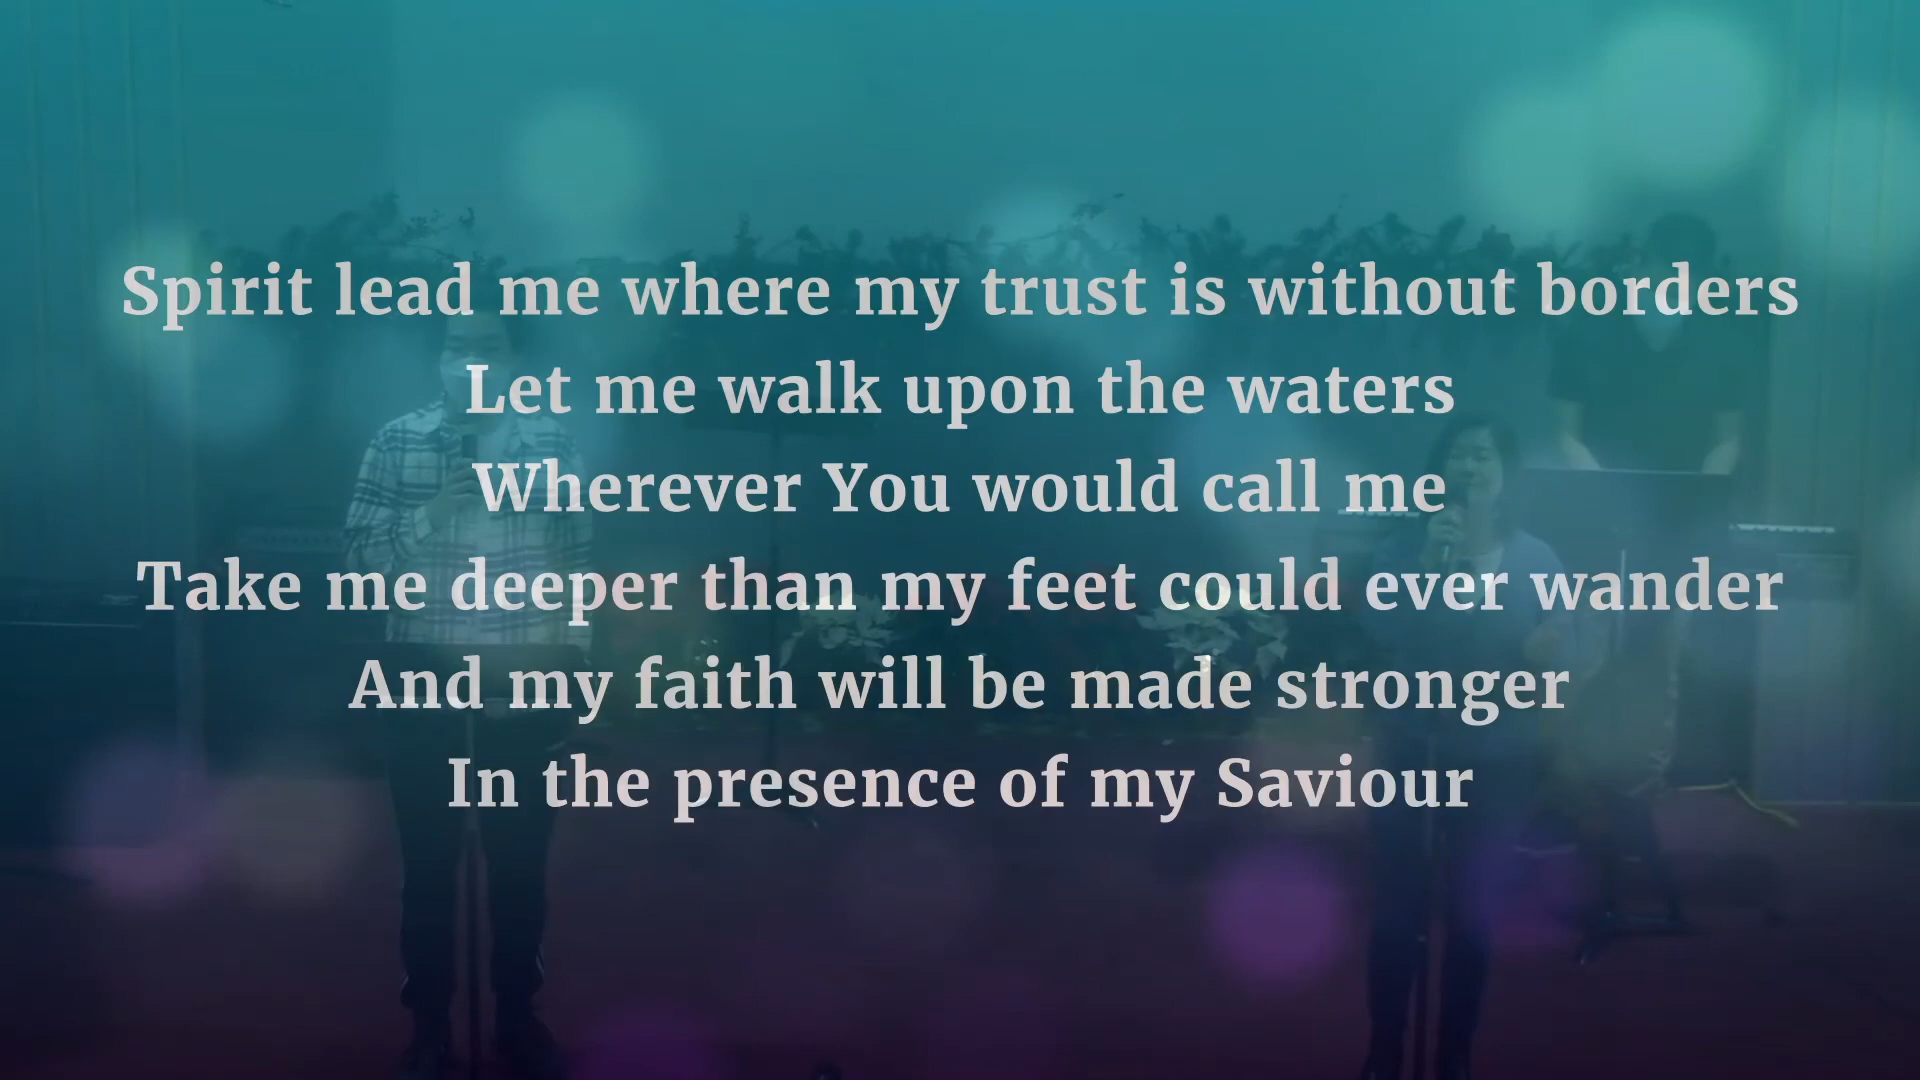 Spirit lead me where my trust is without borders
Let me walk upon the waters
Wherever You would call me
Take me deeper than my feet could ever wander
And my faith will be made stronger
In the presence of my Saviour